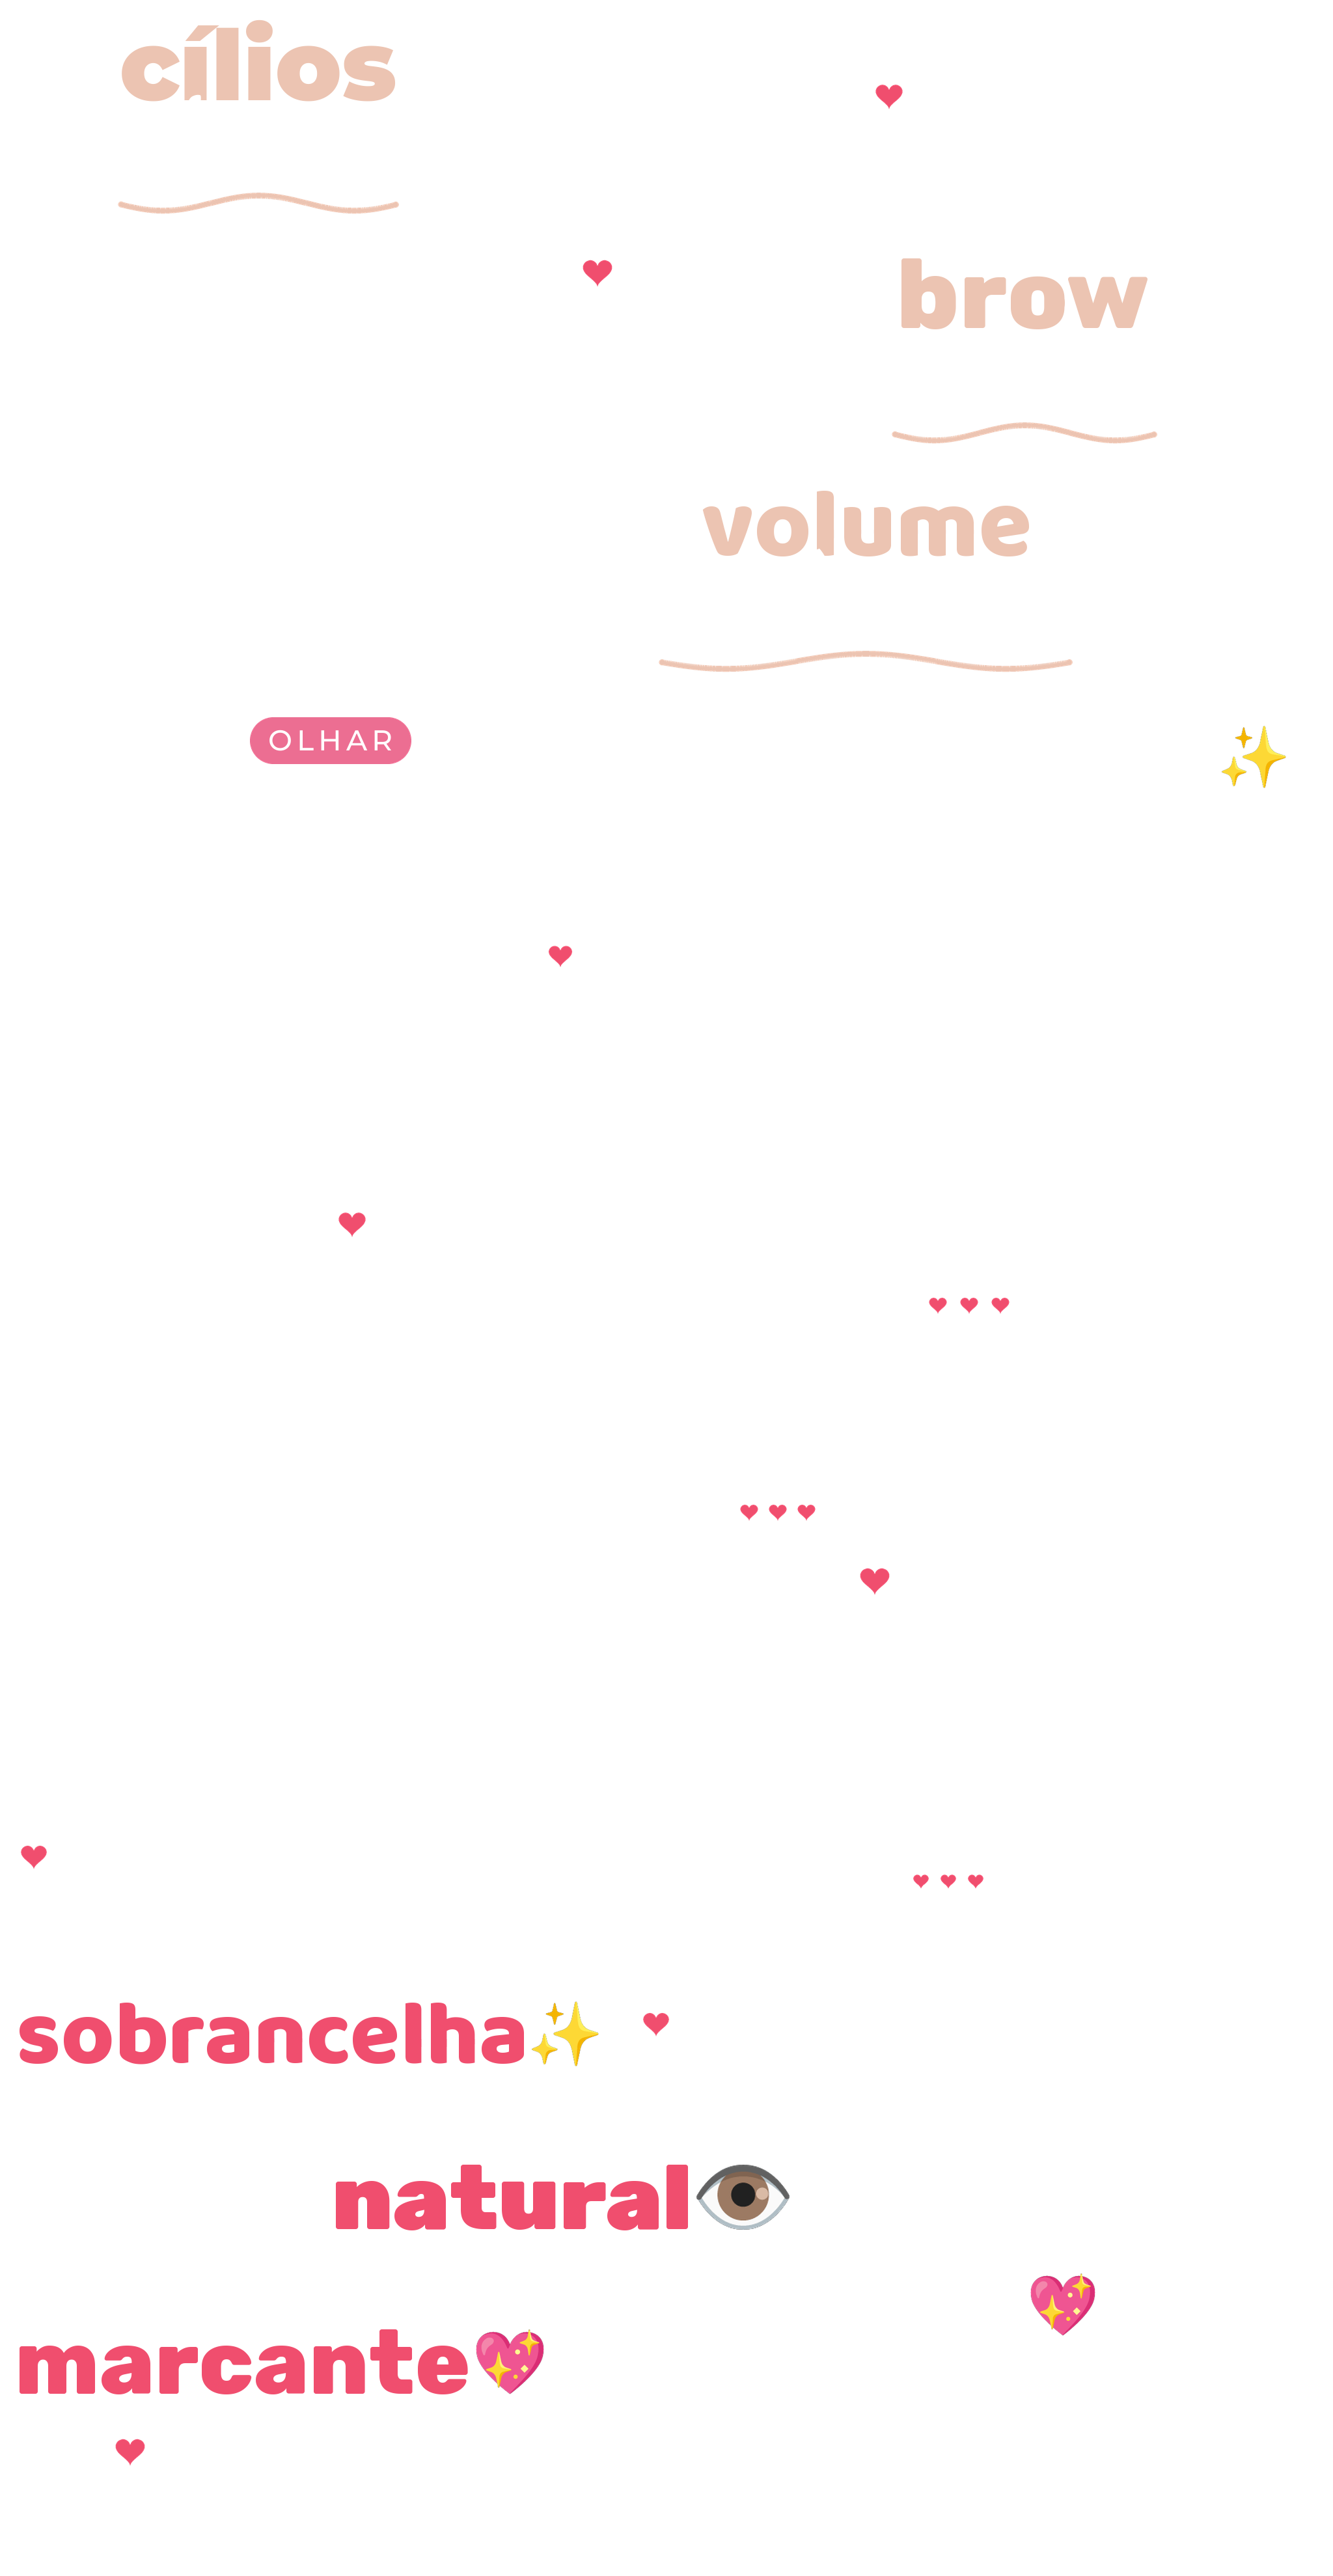 cílios
brow
volume
OLHAR
sobrancelha✨
natural👁️
marcante💖